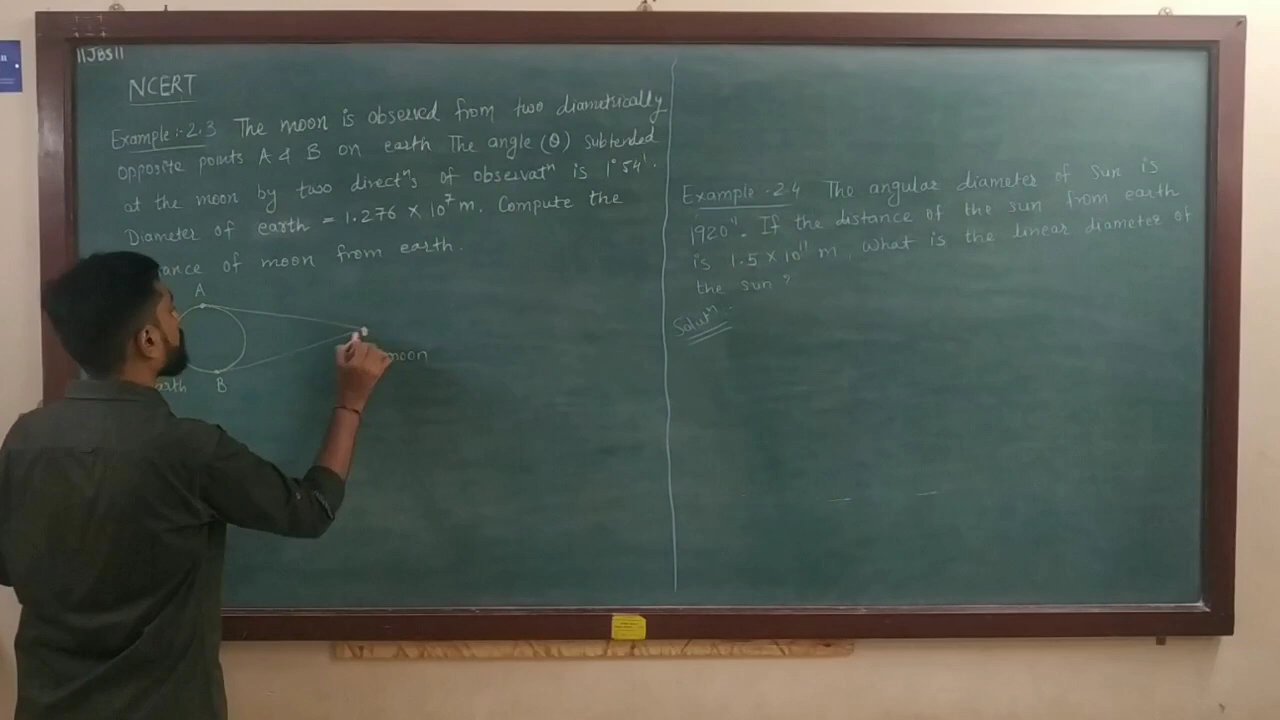 ||JBS||
NCERT
Example:-2.3 The moon is observed from two diametrically
opposite points A & B on earth The angle (θ) subtended
at the moon by two directⁿs of observatⁿ is 1°54'.
Diameter of earth = 1.276 × 10⁷ m. Compute the
ance of moon from earth.
A
moon
arth B
Example -2.4 The angular diameter of sun is
1920". If the distance of the sun from earth
is 1.5 × 10¹¹ m, What is the linear diameter of
the sun ?
Solutⁿ:-